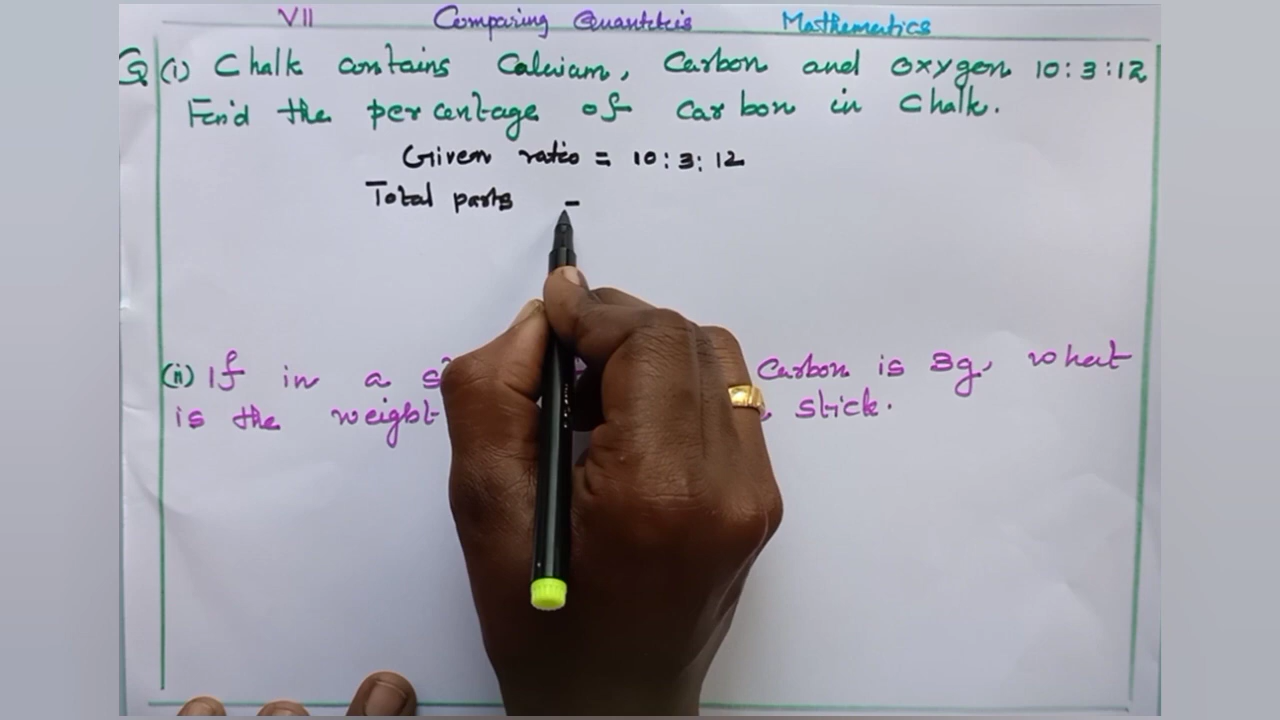 VII Comparing Quantiteis Mathematics
Q (i) Chalk contains Calcium, Carbon and oxygen 10:3:12
Find the percentage of carbon in Chalk.
Given ratio = 10:3:12
Total parts -
(ii) If in a Carbon is 3g, what
is the weight stick.